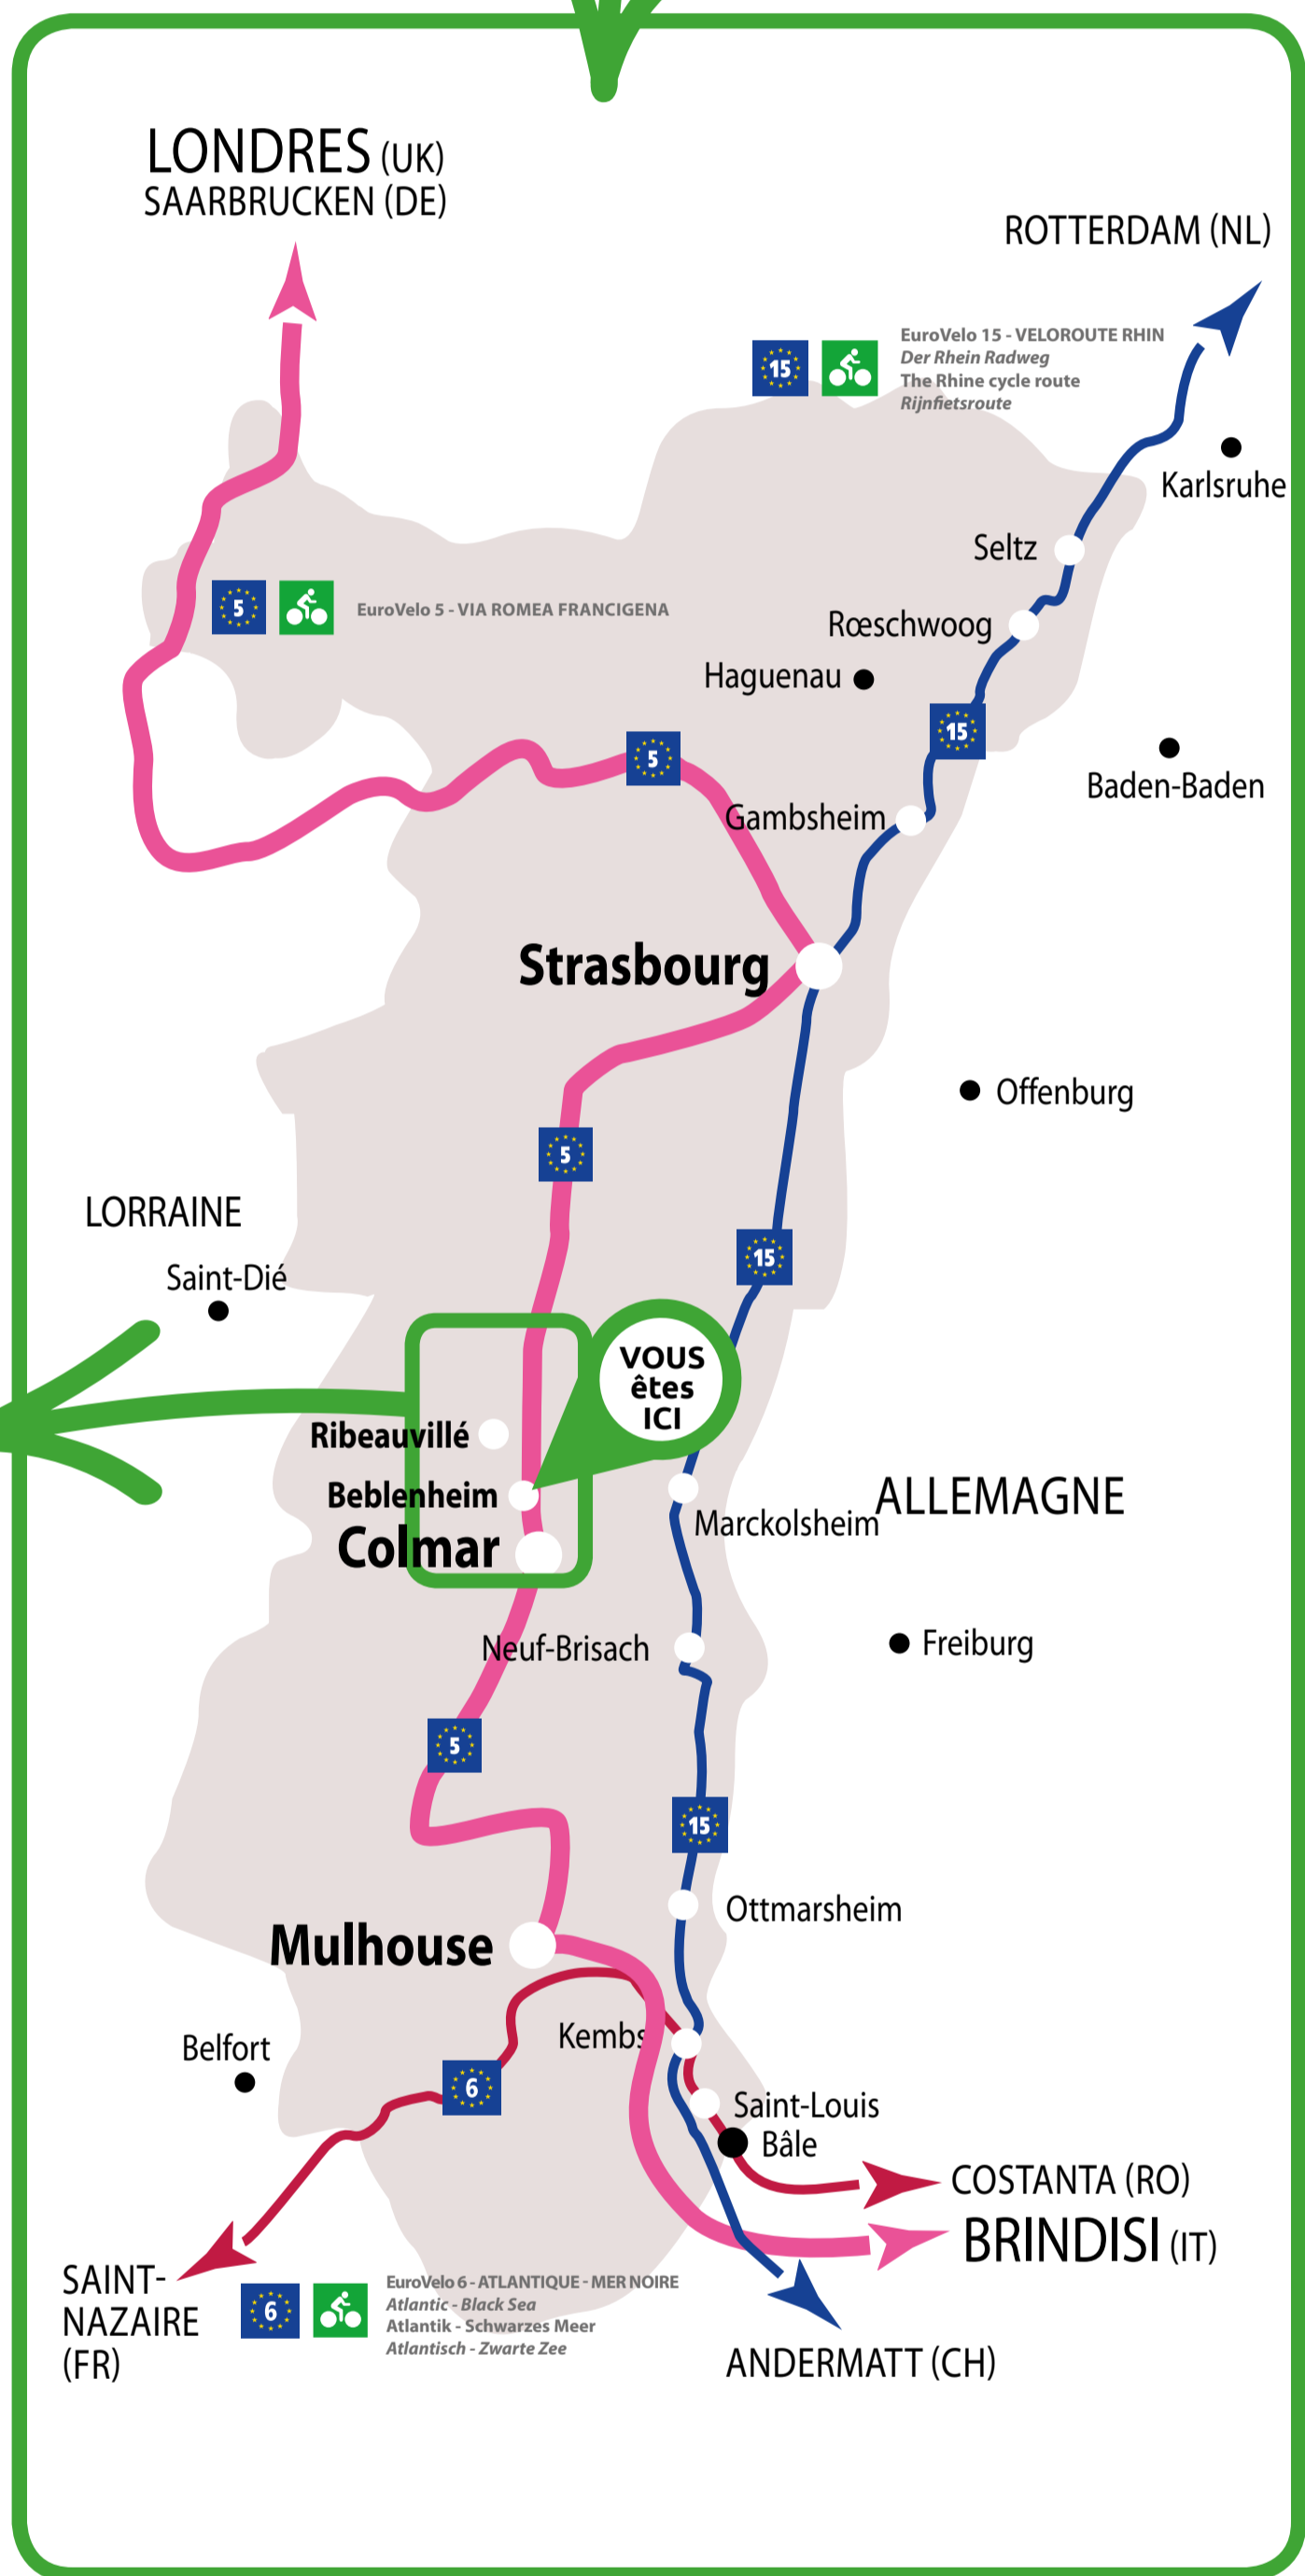 LONDRES (UK)
SAARBRUCKEN (DE)
ROTTERDAM (NL)
15
EuroVelo 15 - VELOROUTE RHIN
Der Rhein Radweg
The Rhine cycle route
Rijnfietsroute
Karlsruhe
Seltz
5
EuroVelo 5 - VIA ROMEA FRANCIGENA
Rœschwoog
Haguenau
15
5
Baden-Baden
Gambsheim
Strasbourg
Offenburg
5
LORRAINE
15
Saint-Dié
VOUS
êtes
ICI
Ribeauvillé
Beblenheim
ALLEMAGNE
Marckolsheim
Colmar
Neuf-Brisach
Freiburg
5
15
Ottmarsheim
Mulhouse
Kembs
Belfort
6
Saint-Louis
Bâle
COSTANTA (RO)
BRINDISI (IT)
SAINT-
NAZAIRE
(FR)
6
EuroVelo 6 - ATLANTIQUE - MER NOIRE
Atlantic - Black Sea
Atlantik - Schwarzes Meer
Atlantisch - Zwarte Zee
ANDERMATT (CH)